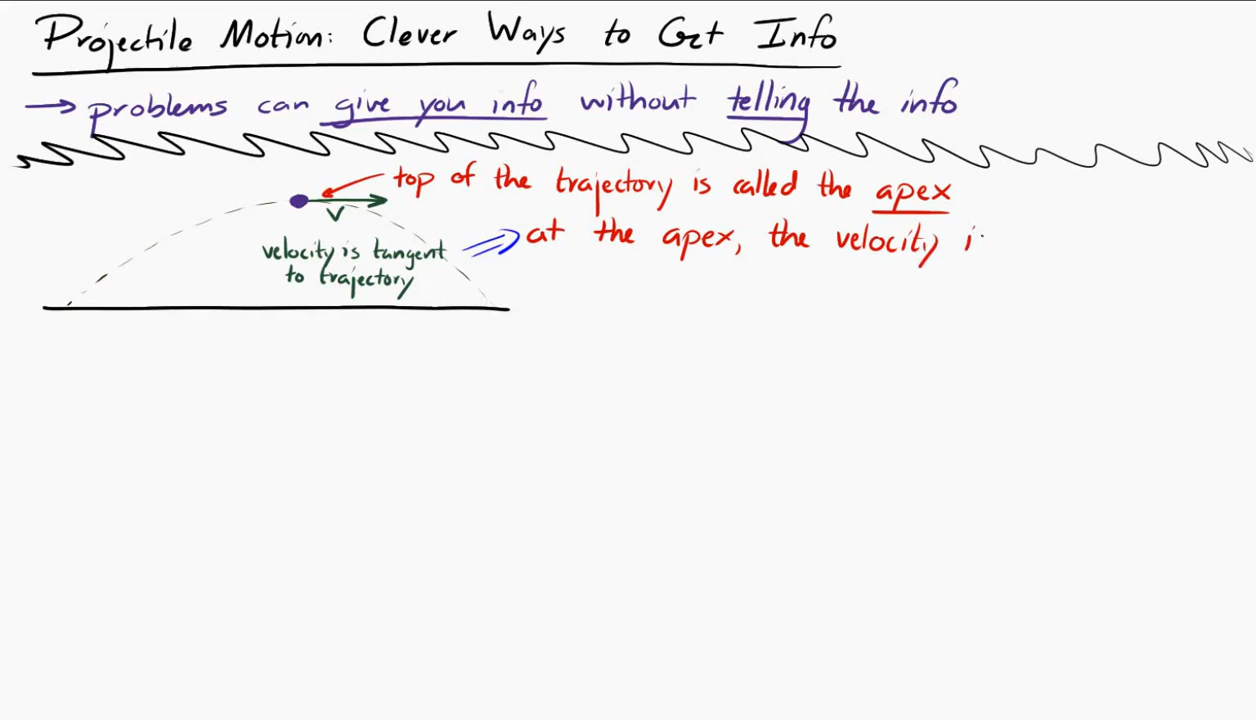 Projectile Motion: Clever Ways to Get Info
→ problems can give you info without telling the info
top of the trajectory is called the apex
at the apex, the velocity i
v
velocity is tangent
to trajectory